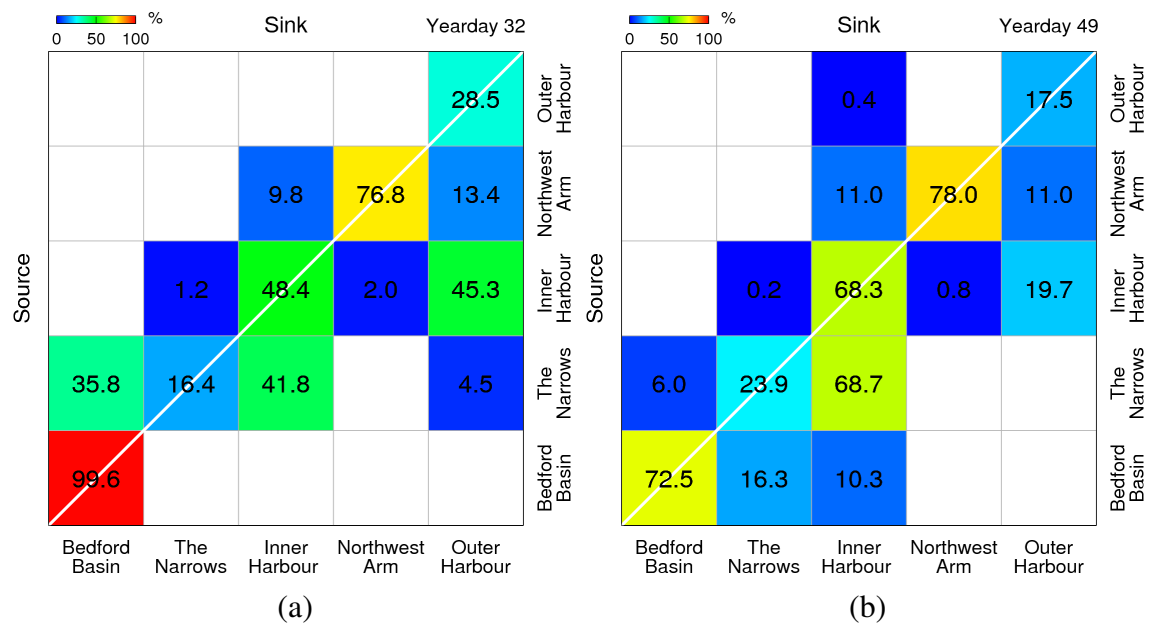 %
0 50 100
Sink
Yearday 32
28.5
Outer
Harbour
9.8 76.8 13.4
Northwest
Arm
Source
1.2 48.4 2.0 45.3
Inner
Harbour
35.8 16.4 41.8 4.5
The
Narrows
99.6
Bedford
Basin
Bedford
Basin
The
Narrows
Inner
Harbour
Northwest
Arm
Outer
Harbour
(a)
%
0 50 100
Sink
Yearday 49
0.4 17.5
Outer
Harbour
11.0 78.0 11.0
Northwest
Arm
Source
0.2 68.3 0.8 19.7
Inner
Harbour
6.0 23.9 68.7
The
Narrows
72.5 16.3 10.3
Bedford
Basin
Bedford
Basin
The
Narrows
Inner
Harbour
Northwest
Arm
Outer
Harbour
(b)